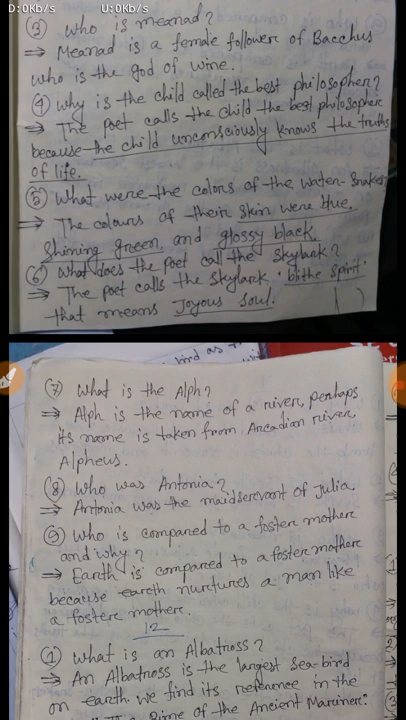 D:0Kb/s U:0Kb/s
③ Who is meanad?
⇒ Meanad is a female follower of Bacchus
who is the god of wine.
④ Why is the child called the best philosopher?
⇒ The poet calls the child the best philosopher
because the child unconsciously knows the truths
of life.
⑤ What were the colors of the water-snakes
⇒ The colours of their skin were blue.
Shining green and glossy black
⑥ What does the poet call the skylark?
⇒ The poet calls the skylark 'blithe spirit'
that means Joyous soul.
⑦ What is the Alph?
⇒ Alph is the name of a river, perhaps
its name is taken from Arcadian river
Alpheus.
⑧ Who was Antonia?
⇒ Antonia was the maidservant of Julia.
⑨ Who is compared to a foster mother
and why?
⇒ Earth is compared to a foster mother
because earth nurtures a man like
a foster mother.
12
① What is an Albatross?
⇒ An Albatross is the largest sea-bird
on earth. We find its reference in the
Rime of the Ancient Mariner."